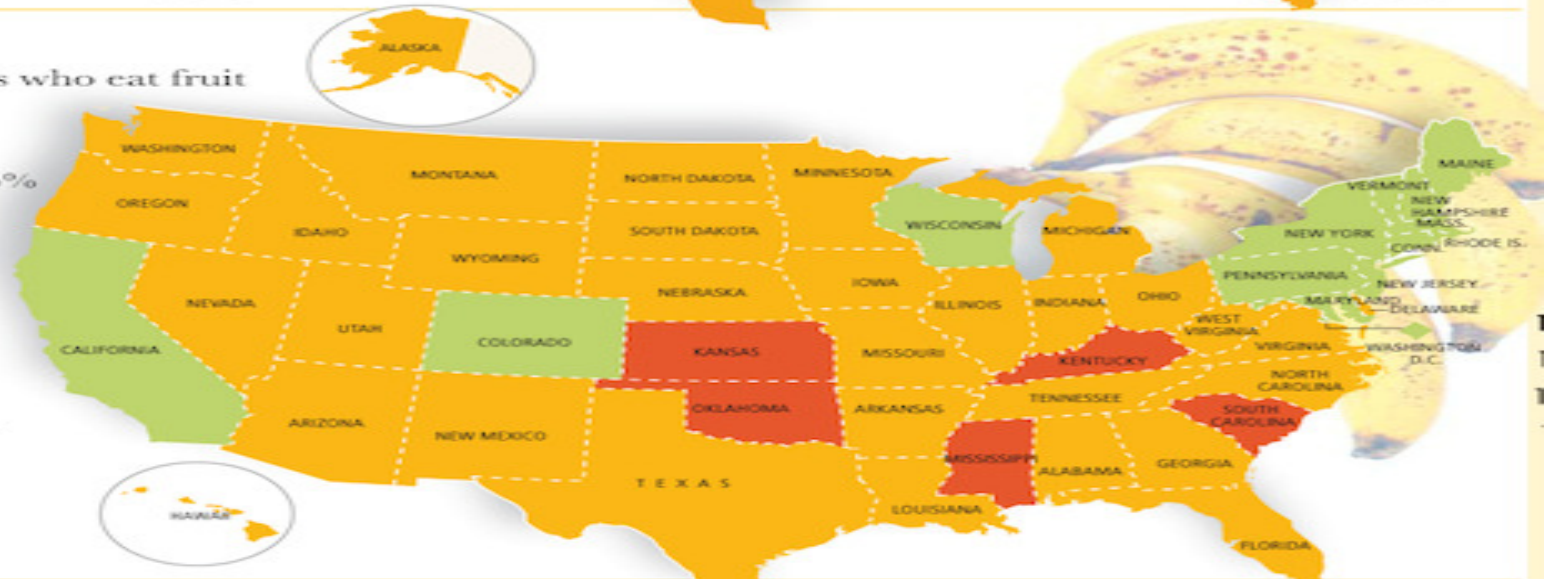 ALASKA
s who eat fruit
%
WASHINGTON
MONTANA
NORTH DAKOTA
MINNESOTA
MAINE
VERMONT
NEW
HAMPSHIRE
MASS.
OREGON
IDAHO
SOUTH DAKOTA
WISCONSIN
MICHIGAN
NEW YORK
CONN.
RHODE IS.
WYOMING
PENNSYLVANIA
NEW JERSEY
NEVADA
NEBRASKA
IOWA
ILLINOIS
INDIANA
OHIO
MARYLAND
DELAWARE
UTAH
COLORADO
WEST
VIRGINIA
CALIFORNIA
KANSAS
MISSOURI
KENTUCKY
VIRGINIA
WASHINGTON
D.C.
NORTH
CAROLINA
ARIZONA
NEW MEXICO
OKLAHOMA
ARKANSAS
TENNESSEE
SOUTH
CAROLINA
MISSISSIPPI
ALABAMA
GEORGIA
TEXAS
LOUISIANA
HAWAII
FLORIDA